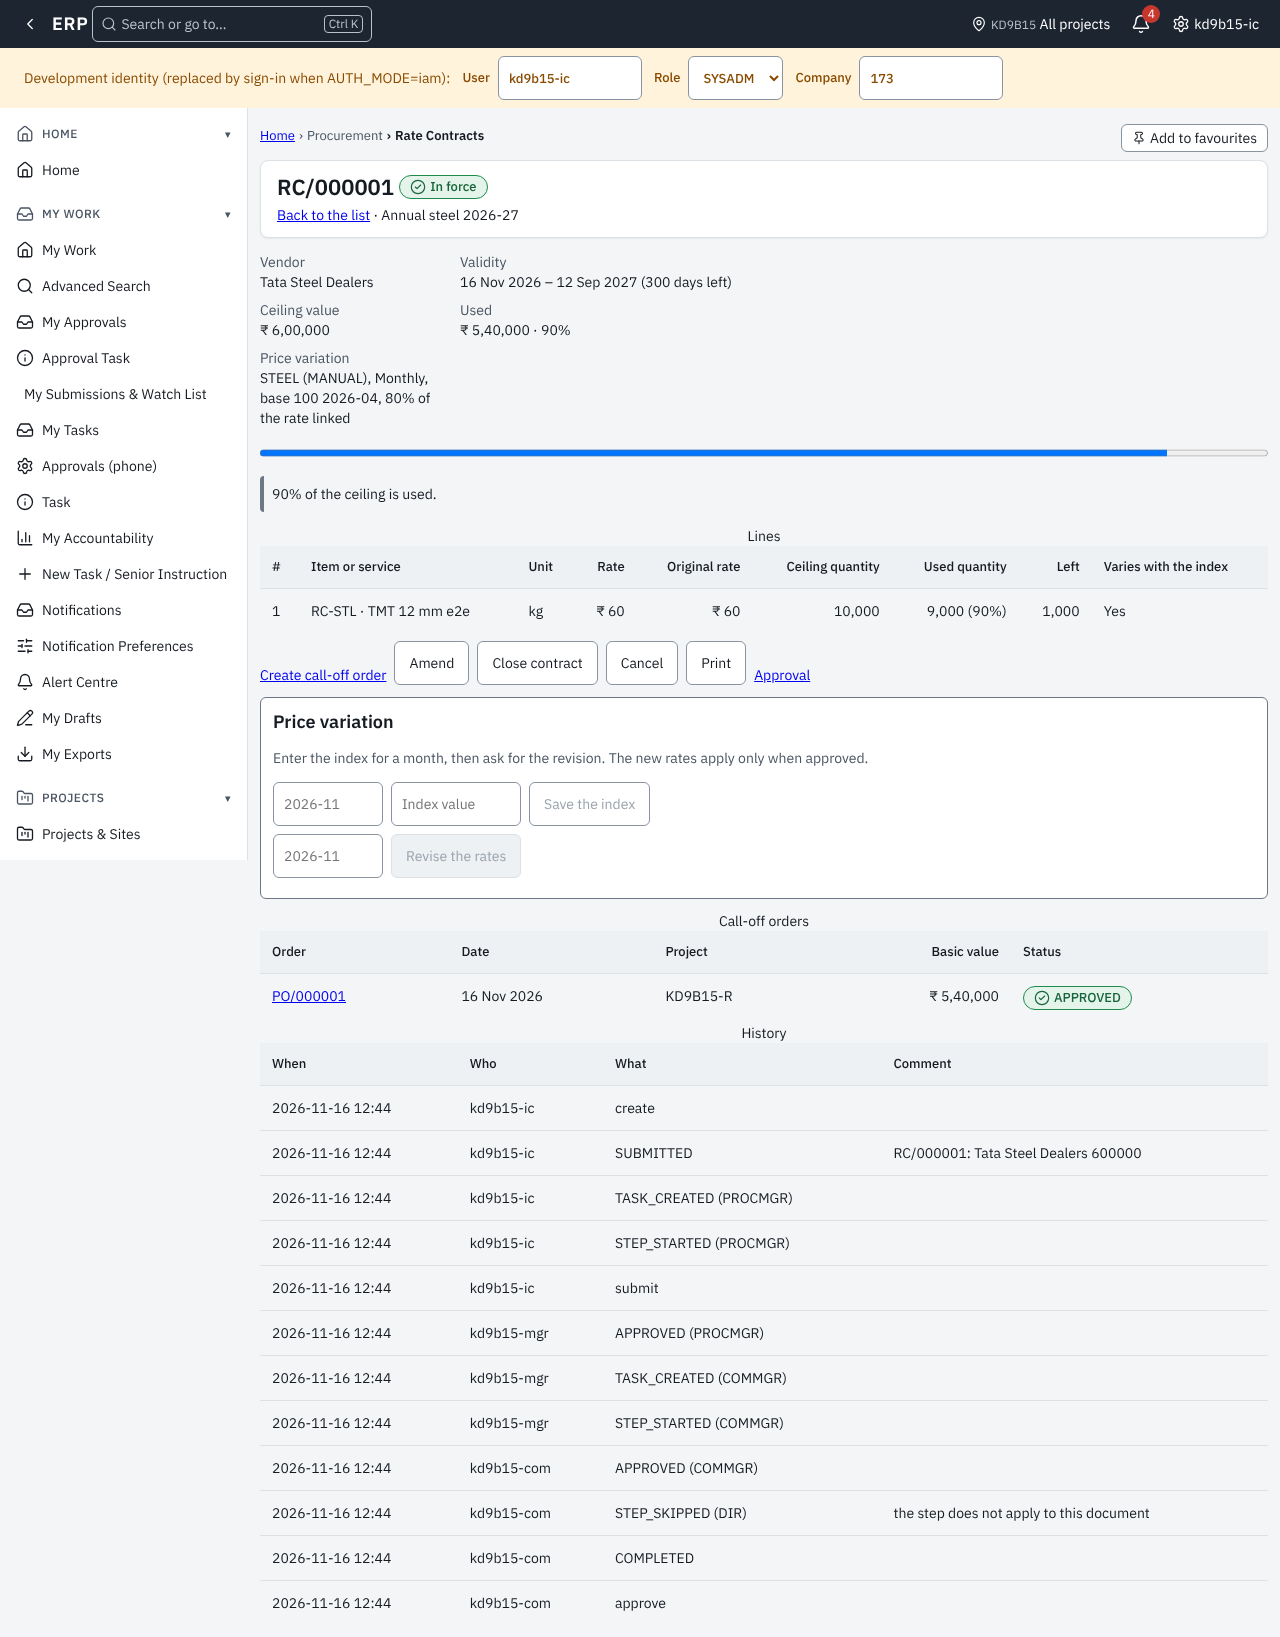 ERP
Search or go to...
Ctrl K
KD9B15 All projects
4
kd9b15-ic
Development identity (replaced by sign-in when AUTH_MODE=iam):
User
kd9b15-ic
Role
SYSADM
Company
173
HOME
Home
MY WORK
My Work
Advanced Search
My Approvals
Approval Task
My Submissions & Watch List
My Tasks
Approvals (phone)
Task
My Accountability
New Task / Senior Instruction
Notifications
Notification Preferences
Alert Centre
My Drafts
My Exports
PROJECTS
Projects & Sites
Home › Procurement › Rate Contracts
Add to favourites
RC/000001
In force
Back to the list · Annual steel 2026-27
Vendor
Tata Steel Dealers
Validity
16 Nov 2026 – 12 Sep 2027 (300 days left)
Ceiling value
₹ 6,00,000
Used
₹ 5,40,000 · 90%
Price variation
STEEL (MANUAL), Monthly,
base 100 2026-04, 80% of
the rate linked
90% of the ceiling is used.
Lines
# Item or service Unit Rate Original rate Ceiling quantity Used quantity Left Varies with the index
1 RC-STL · TMT 12 mm e2e kg ₹ 60 ₹ 60 10,000 9,000 (90%) 1,000 Yes
Create call-off order Amend Close contract Cancel Print Approval
Price variation
Enter the index for a month, then ask for the revision. The new rates apply only when approved.
2026-11 Index value Save the index
2026-11 Revise the rates
Call-off orders
Order Date Project Basic value Status
PO/000001 16 Nov 2026 KD9B15-R ₹ 5,40,000 APPROVED
History
When Who What Comment
2026-11-16 12:44 kd9b15-ic create
2026-11-16 12:44 kd9b15-ic SUBMITTED RC/000001: Tata Steel Dealers 600000
2026-11-16 12:44 kd9b15-ic TASK_CREATED (PROCMGR)
2026-11-16 12:44 kd9b15-ic STEP_STARTED (PROCMGR)
2026-11-16 12:44 kd9b15-ic submit
2026-11-16 12:44 kd9b15-mgr APPROVED (PROCMGR)
2026-11-16 12:44 kd9b15-mgr TASK_CREATED (COMMGR)
2026-11-16 12:44 kd9b15-mgr STEP_STARTED (COMMGR)
2026-11-16 12:44 kd9b15-com APPROVED (COMMGR)
2026-11-16 12:44 kd9b15-com STEP_SKIPPED (DIR) the step does not apply to this document
2026-11-16 12:44 kd9b15-com COMPLETED
2026-11-16 12:44 kd9b15-com approve